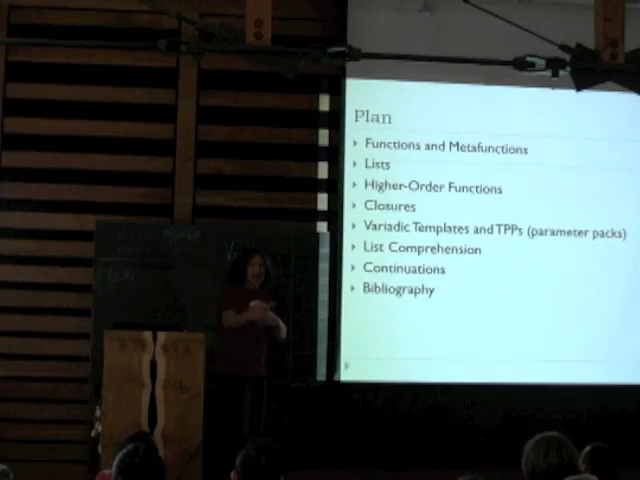 Plan
Functions and Metafunctions
Lists
Higher-Order Functions
Closures
Variadic Templates and TPPs (parameter packs)
List Comprehension
Continuations
Bibliography